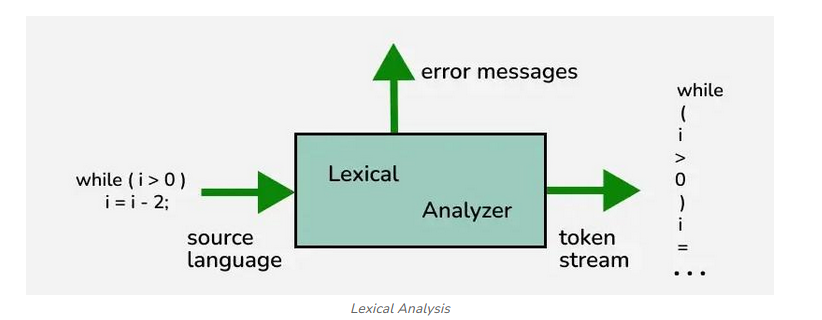 error messages
while ( i > 0 )
i = i - 2;
source
language
Lexical
Analyzer
token
stream
while
(
i
>
0
)
i
=
...
Lexical Analysis